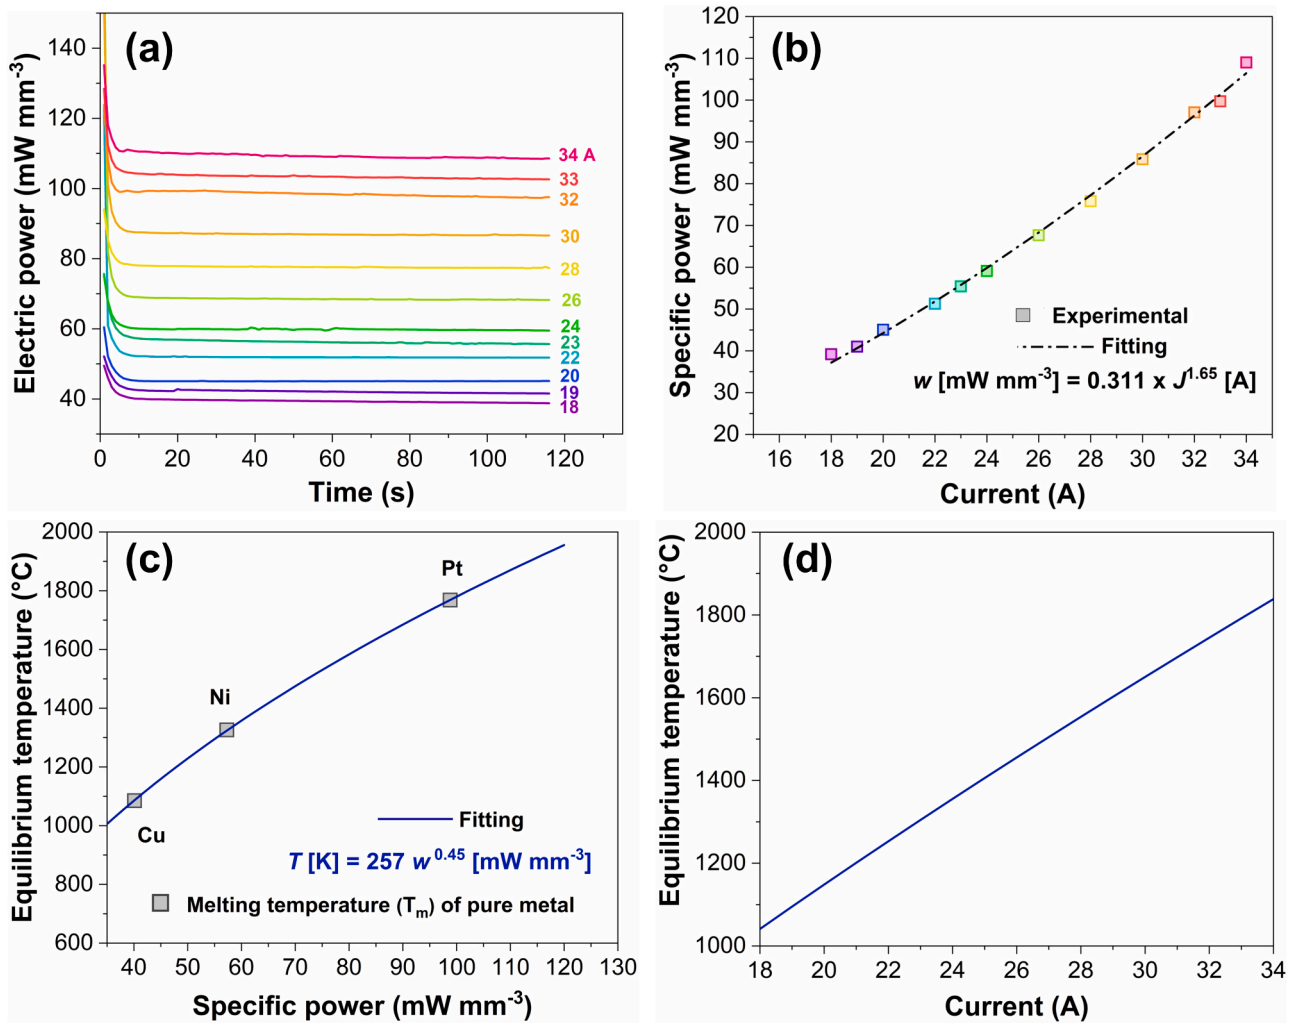 (a)
Electric power (mW mm-3)
140
120
100
80
60
40
34 A
33
32
30
28
26
24
23
22
20
19
18
0 20 40 60 80 100 120
Time (s)
(b)
Specific power (mW mm-3)
120
110
100
90
80
70
60
50
40
30
20
Experimental
Fitting
w [mW mm-3] = 0.311 x J1.65 [A]
16 18 20 22 24 26 28 30 32 34
Current (A)
(c)
Equilibrium temperature (°C)
2000
1800
1600
1400
1200
1000
800
600
Pt
Ni
Cu
Fitting
T [K] = 257 w0.45 [mW mm-3]
Melting temperature (Tm) of pure metal
40 50 60 70 80 90 100 110 120 130
Specific power (mW mm-3)
(d)
Equilibrium temperature (°C)
2000
1800
1600
1400
1200
1000
18 20 22 24 26 28 30 32 34
Current (A)